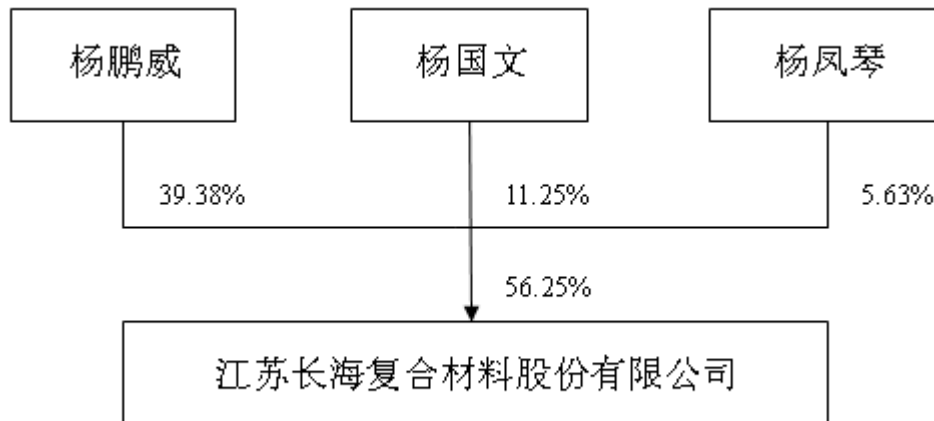 杨鹏威
杨国文
杨凤琴
39.38%
11.25%
5.63%
56.25%
江苏长海复合材料股份有限公司